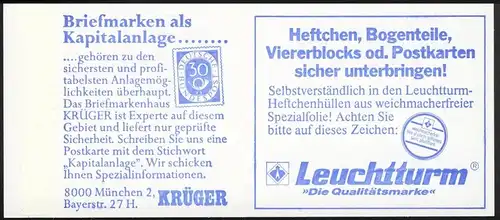 Briefmarken als
Kapitalanlage........
....gehören zu den
sichersten und profi-
tabelsten Anlagemög-
lichkeiten überhaupt.
Das Briefmarkenhaus
KRÜGER ist Experte auf diesem
Gebiet und liefert nur geprüfte
Sicherheit. Schreiben Sie uns eine
Postkarte mit dem Stichwort
„Kapitalanlage". Wir schicken
Ihnen Spezialinformationen.
8000 München 2,
Bayerstr. 27 H. KRÜGER
30
Heftchen, Bogenteile,
Viererblocks od. Postkarten
sicher unterbringen!
Selbstverständlich in den Leuchtturm-
Heftchenhüllen aus weichmacherfreier
Spezialfolie! Achten Sie
bitte auf dieses Zeichen:
Leuchtturm®
»Die Qualitätsmarke«